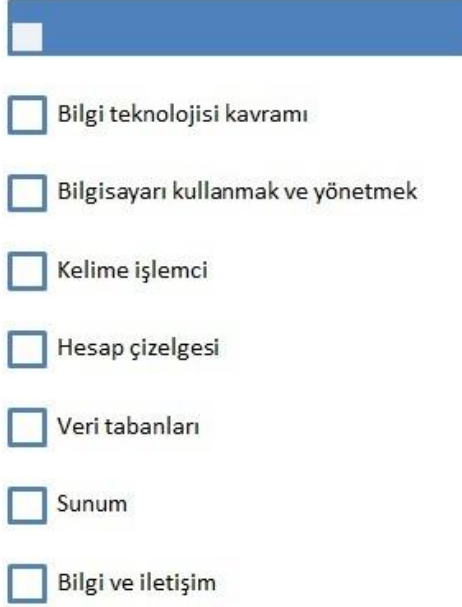 Bilgi teknolojisi kavramı
Bilgisayarı kullanmak ve yönetmek
Kelime işlemci
Hesap çizelgesi
Veri tabanları
Sunum
Bilgi ve iletişim